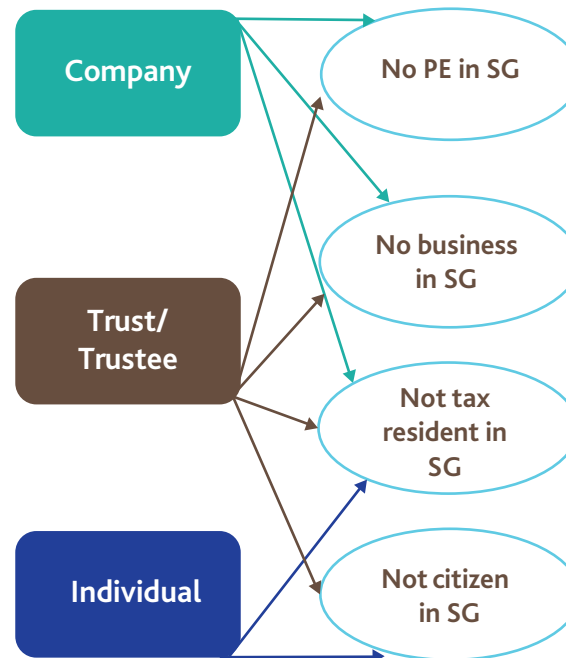 Company
No PE in SG
No business
in SG
Trust/
Trustee
Not tax
resident in
SG
Individual
Not citizen
in SG